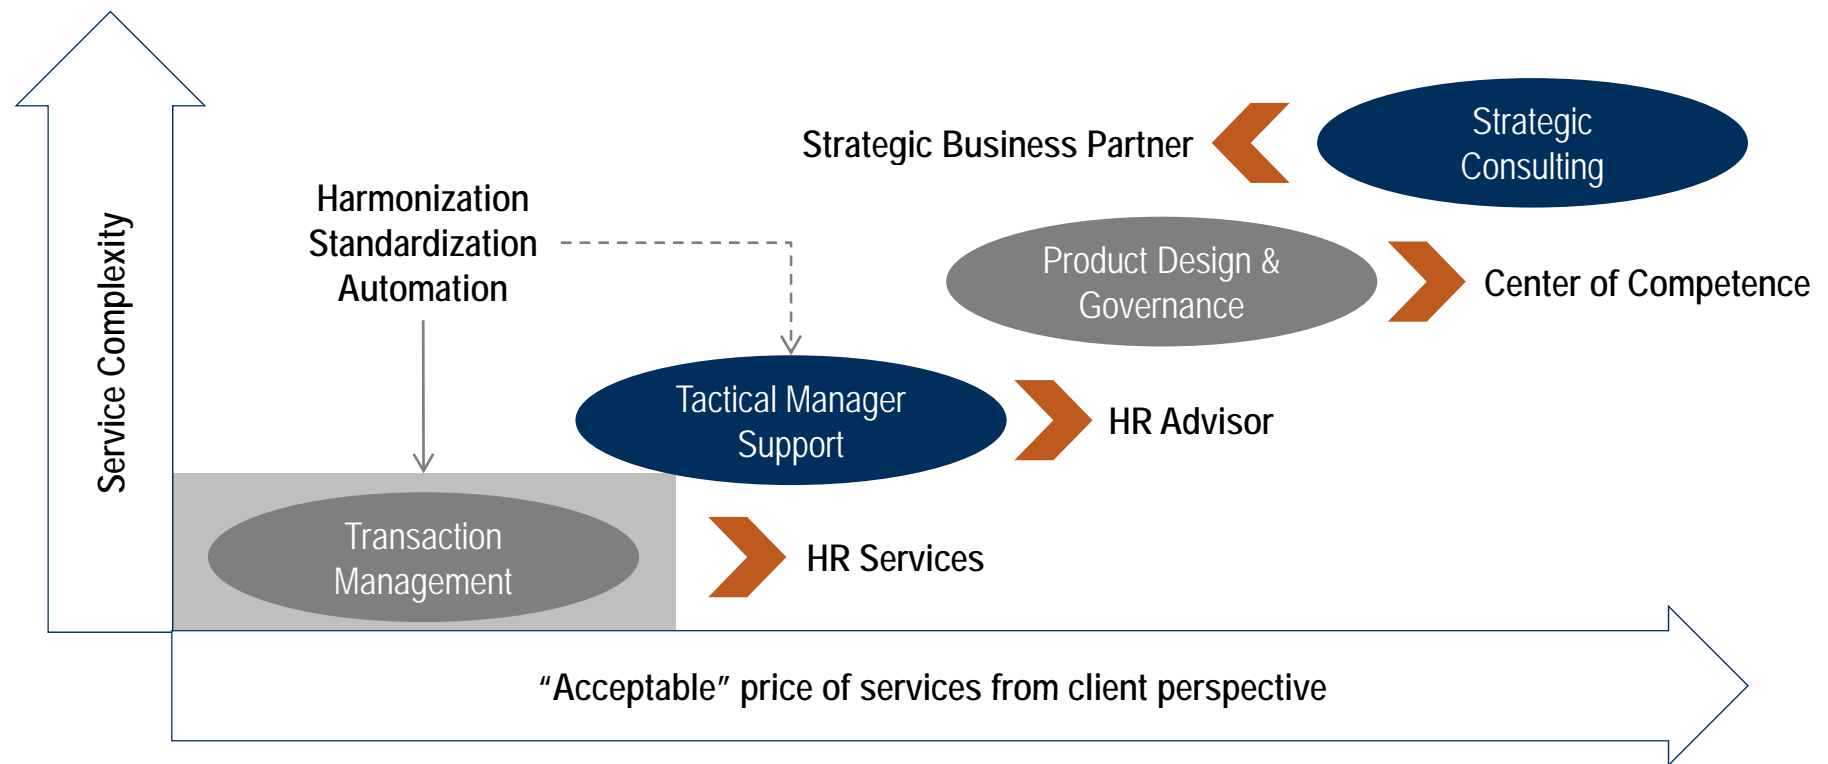 Strategic
Consulting
Strategic Business Partner
Harmonization
Standardization
Automation
Product Design &
Governance
Center of Competence
Service Complexity
Tactical Manager
Support
HR Advisor
Transaction
Management
HR Services
“Acceptable” price of services from client perspective